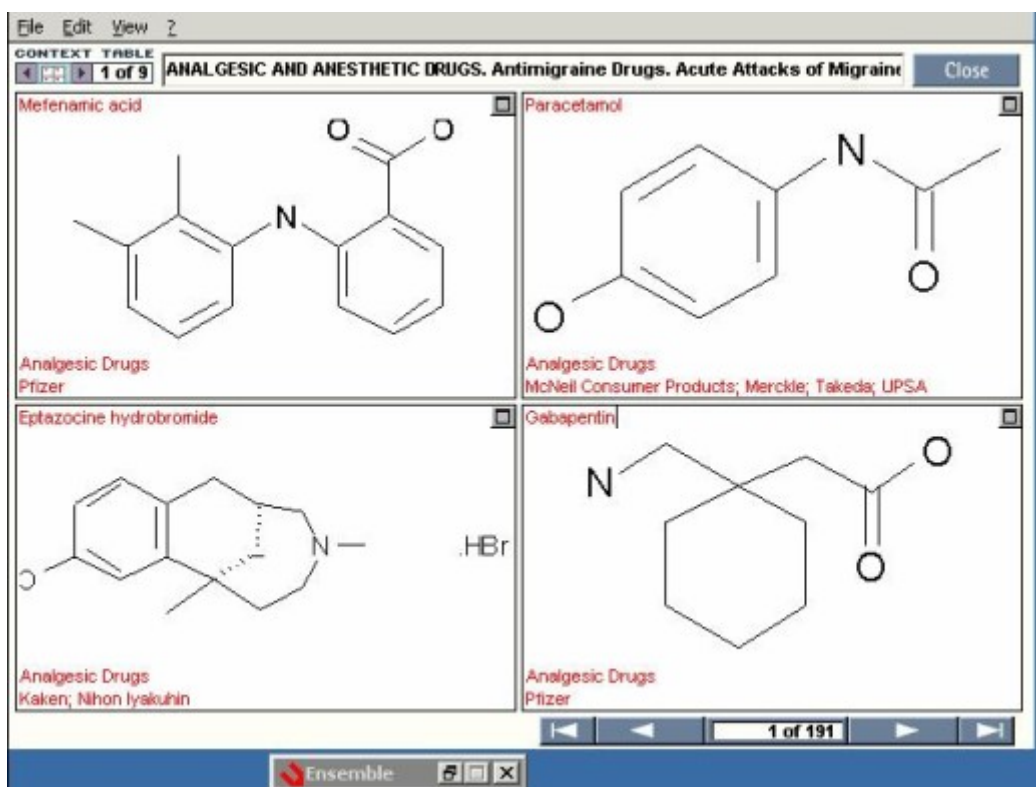 File Edit View ?
CONTEXT TABLE
1 of 9
ANALGESIC AND ANESTHETIC DRUGS. Antimigraine Drugs. Acute Attacks of Migraine
Close
Mefenamic acid
O O
N
Analgesic Drugs
Pfizer
Paracetamol
N
O
O
Analgesic Drugs
McNeil Consumer Products; Merckle; Takeda; UPSA
Eptazocine hydrobromide
N
.HBr
O
Analgesic Drugs
Kaken; Nihon Iyakuhin
Gabapentin
O
N
O
Analgesic Drugs
Pfizer
1 of 191
Ensemble